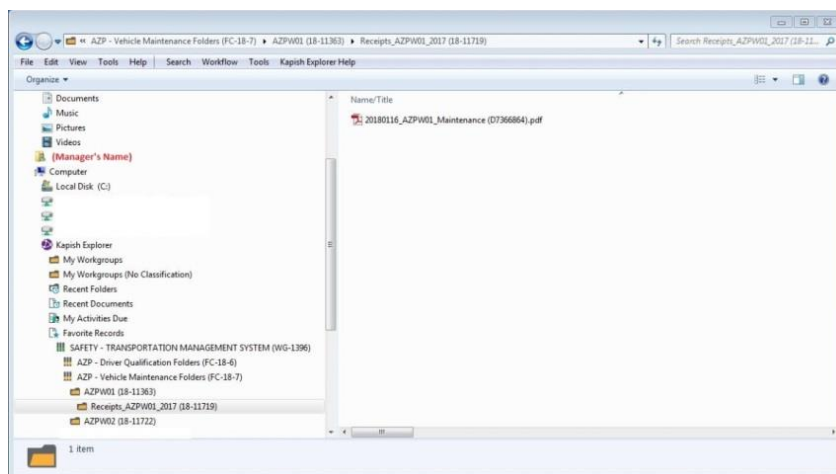 « AZP - Vehicle Maintenance Folders (FC-18-7) ▸ AZPW01 (18-11363) ▸ Receipts_AZPW01_2017 (18-11719)
Search Receipts_AZPW01_2017 (18-11...
File Edit View Tools Help Search Workflow Tools Kapish Explorer Help
Organize
Documents
Music
Pictures
Videos
(Manager's Name)
Computer
Local Disk (C:)
Kapish Explorer
My Workgroups
My Workgroups (No Classification)
Recent Folders
Recent Documents
My Activities Due
Favorite Records
SAFETY - TRANSPORTATION MANAGEMENT SYSTEM (WG-1396)
AZP - Driver Qualification Folders (FC-18-6)
AZP - Vehicle Maintenance Folders (FC-18-7)
AZPW01 (18-11363)
Receipts_AZPW01_2017 (18-11719)
AZPW02 (18-11722)
Name/Title
20180116_AZPW01_Maintenance (D7366864).pdf
1 item